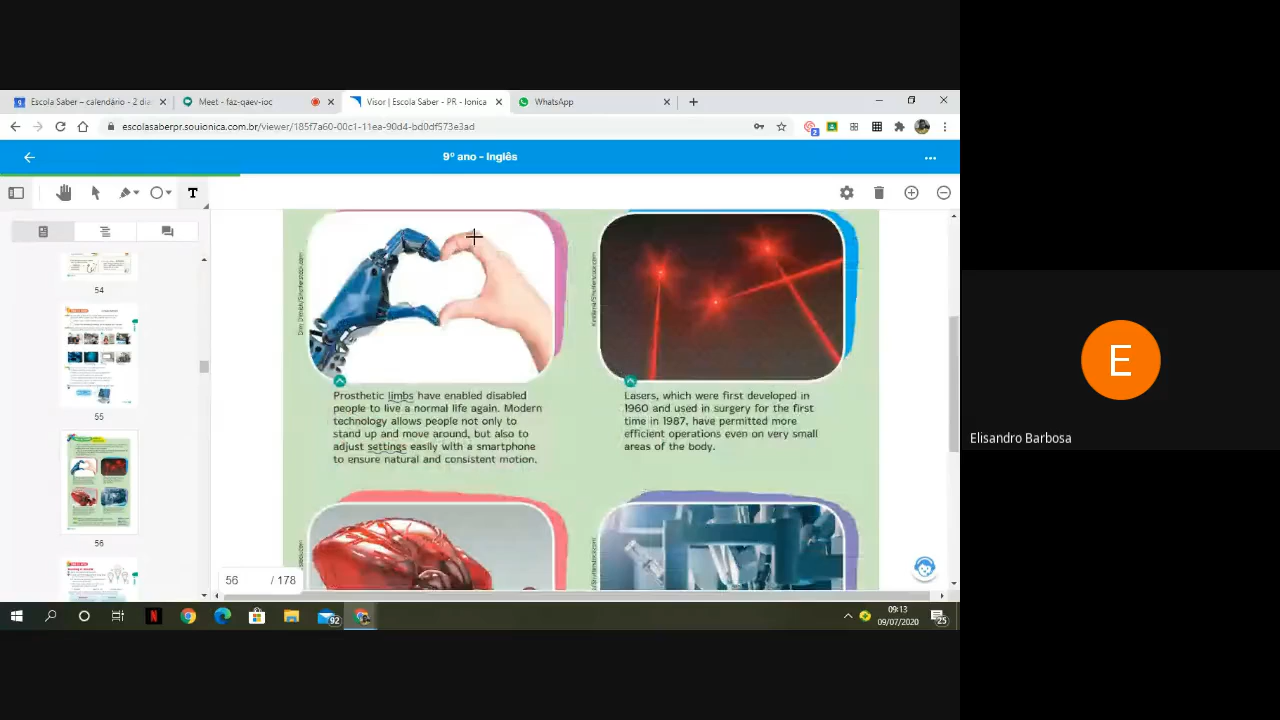 Escola Saber – calendário - 2 die
Meet - faz-qaev-ioc
Visor | Escola Saber - PR - Ionica
WhatsApp
escolasaberpr.souionica.com.br/viewer/185f7a60-00c1-11ea-90d4-bd0df573e3ad
2
9º ano - Inglês
T
54
55
56
Prosthetic limbs have enabled disabled
people to live a normal life again. Modern
technology allows people not only to
stand up and move around, but also to
adjust settings easily with a smartphone
to ensure natural and consistent motion.
Lasers, which were first developed in
1960 and used in surgery for the first
time in 1987, have permitted more
efficient operations even on very small
areas of the body.
56 / 178
92
09:13
09/07/2020
25
E
Elisandro Barbosa